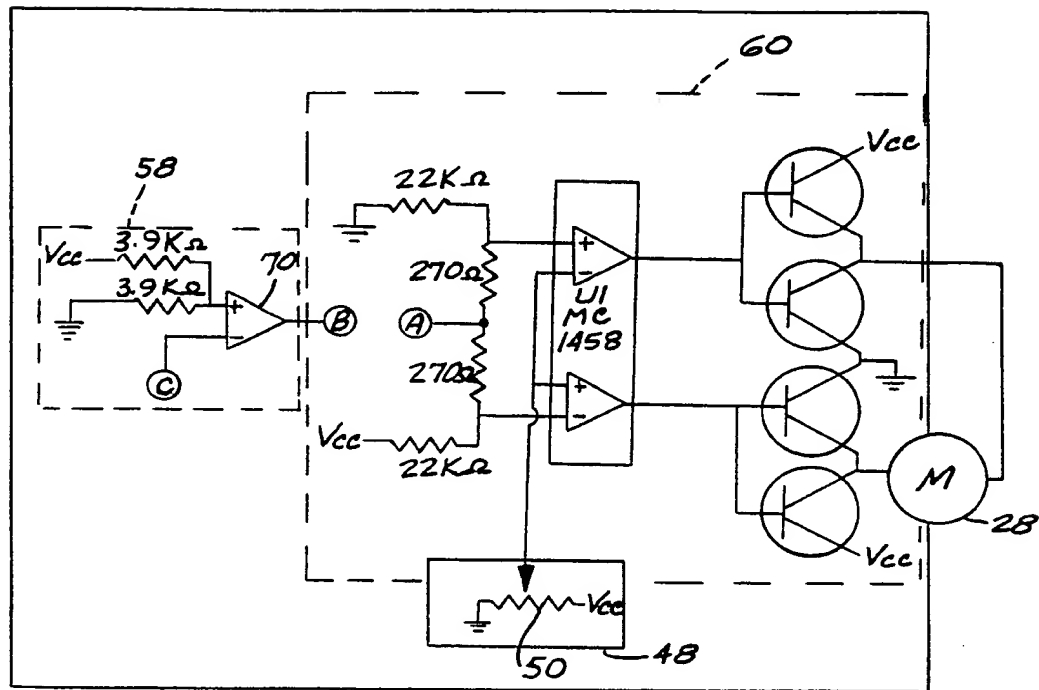 60
Vcc
58
22KΩ
Vcc
3.9KΩ
70
3.9KΩ
+
-
B
C
270Ω
A
270Ω
Vcc
22KΩ
+
-
U1
MC
1458
+
-
M
28
Vcc
Vcc
50
48